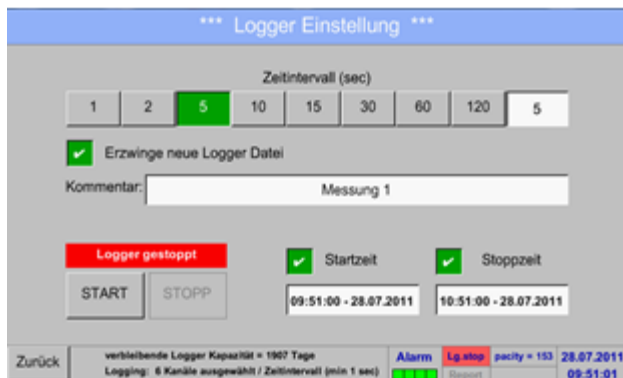 *** Logger Einstellung ***
Zeitintervall (sec)
1 2 5 10 15 30 60 120 5
Erzwinge neue Logger Datei
Kommentar: Messung 1
Logger gestoppt
Startzeit Stoppzeit
START STOPP
09:51:00 - 28.07.2011 10:51:00 - 28.07.2011
Zurück
verbleibende Logger Kapazität = 1907 Tage
Logging: 6 Kanäle ausgewählt / Zeitintervall (min 1 sec)
Alarm Lg.stop pacity = 153 28.07.2011
Report 09:51:01